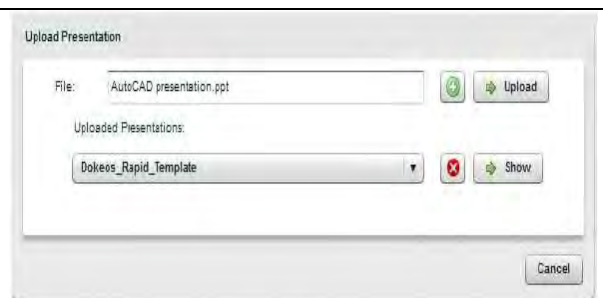 Upload Presentation
File: AutoCAD presentation.ppt Upload
Uploaded Presentations:
Dokeos_Rapid_Template Show
Cancel